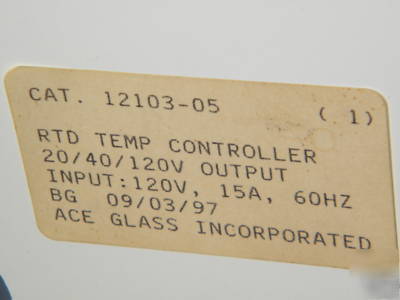 CAT. 12103-05 ( 1)
RTD TEMP CONTROLLER
20/40/120V OUTPUT
INPUT:120V, 15A, 60HZ
BG 09/03/97
ACE GLASS INCORPORATED